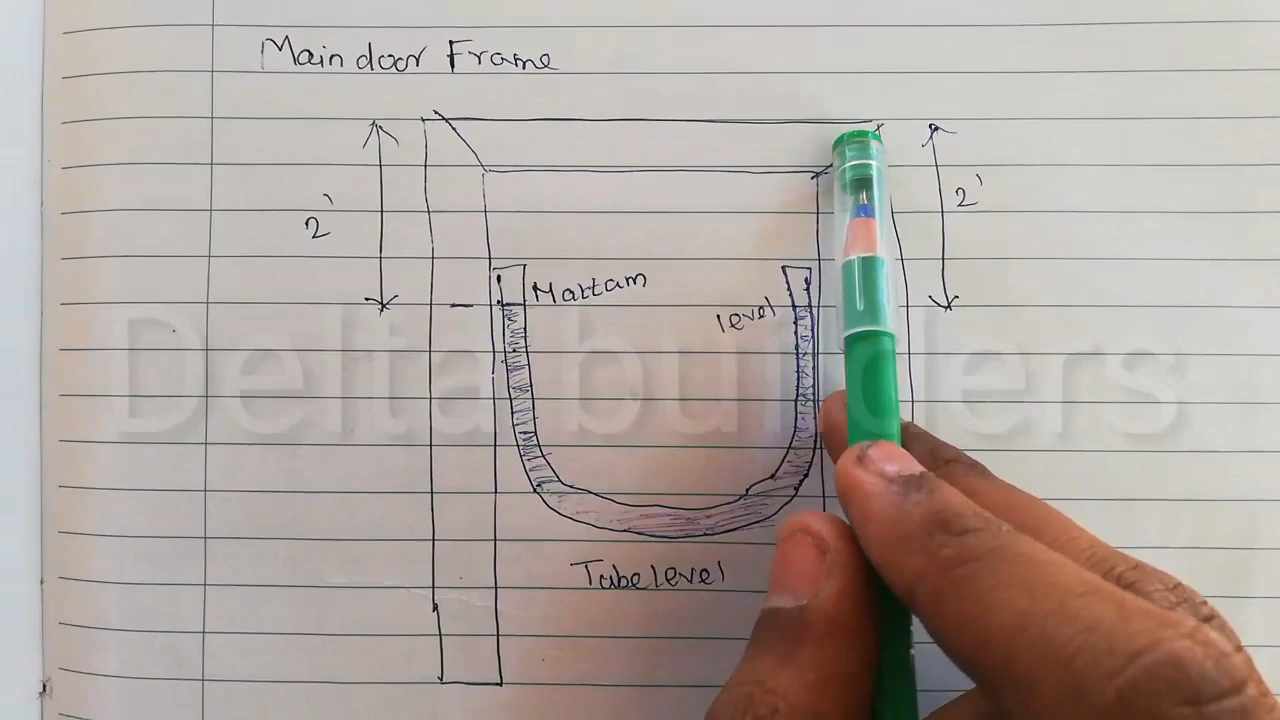 Main door Frame
2'
2'
Mattam
level
Delta builders
Tube level